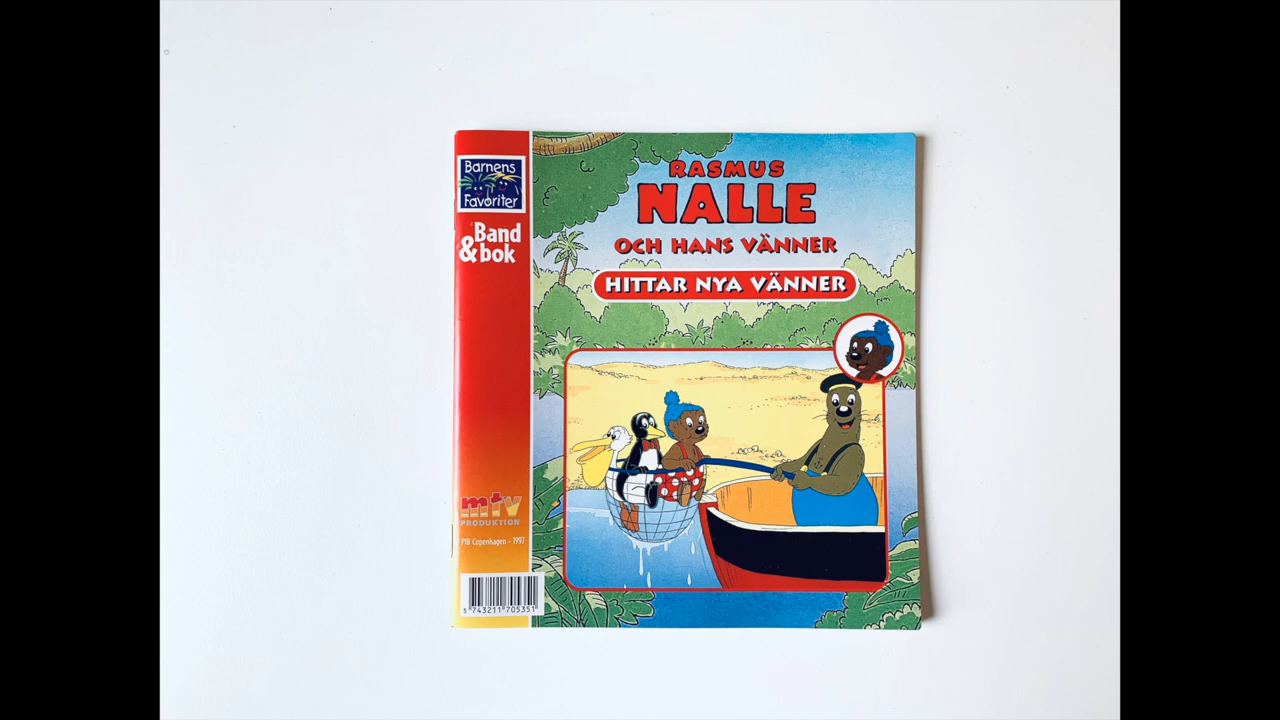 Barnens
Favoriter
Band
&bok
RASMUS
NALLE
OCH HANS VÄNNER
HITTAR NYA VÄNNER
mtv
PRODUKTION
PIB Copenhagen - 1997
5 743211 705351